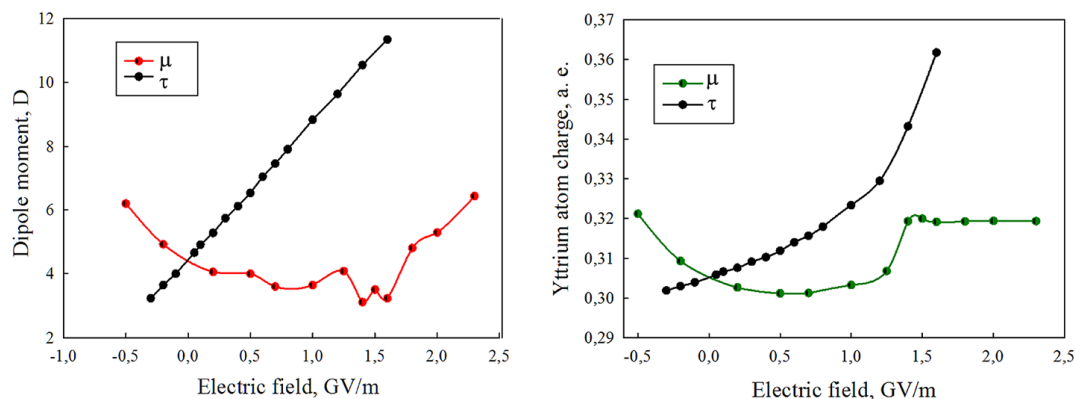 Dipole moment, D
12
10
8
6
4
2
μ
τ
-1,0 -0,5 0,0 0,5 1,0 1,5 2,0 2,5
Electric field, GV/m
Yttrium atom charge, a. e.
0,37
0,36
0,35
0,34
0,33
0,32
0,31
0,30
0,29
μ
τ
-0,5 0,0 0,5 1,0 1,5 2,0 2,5
Electric field, GV/m